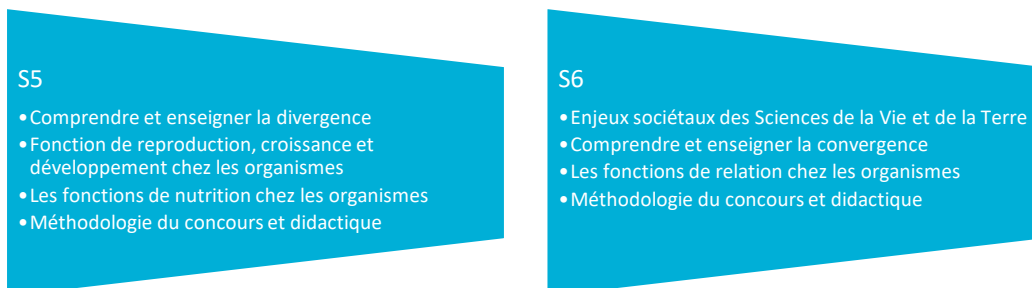 S5
•Comprendre et enseigner la divergence
•Fonction de reproduction, croissance et
développement chez les organismes
•Les fonctions de nutrition chez les organismes
•Méthodologie du concours et didactique
S6
•Enjeux sociétaux des Sciences de la Vie et de la Terre
•Comprendre et enseigner la convergence
•Les fonctions de relation chez les organismes
•Méthodologie du concours et didactique